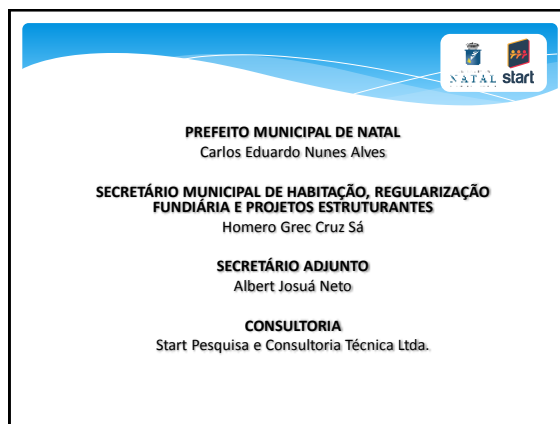 NATAL start
PREFEITO MUNICIPAL DE NATAL
Carlos Eduardo Nunes Alves
SECRETÁRIO MUNICIPAL DE HABITAÇÃO, REGULARIZAÇÃO
FUNDIÁRIA E PROJETOS ESTRUTURANTES
Homero Grec Cruz Sá
SECRETÁRIO ADJUNTO
Albert Josuá Neto
CONSULTORIA
Start Pesquisa e Consultoria Técnica Ltda.